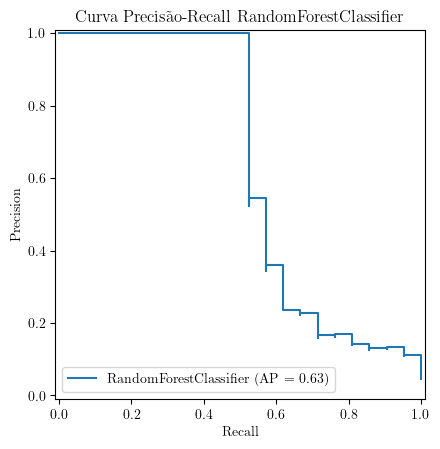 Curva Precisão-Recall RandomForestClassifier
1.0
0.8
0.6
0.4
0.2
0.0
Precision
RandomForestClassifier (AP = 0.63)
0.0 0.2 0.4 0.6 0.8 1.0
Recall